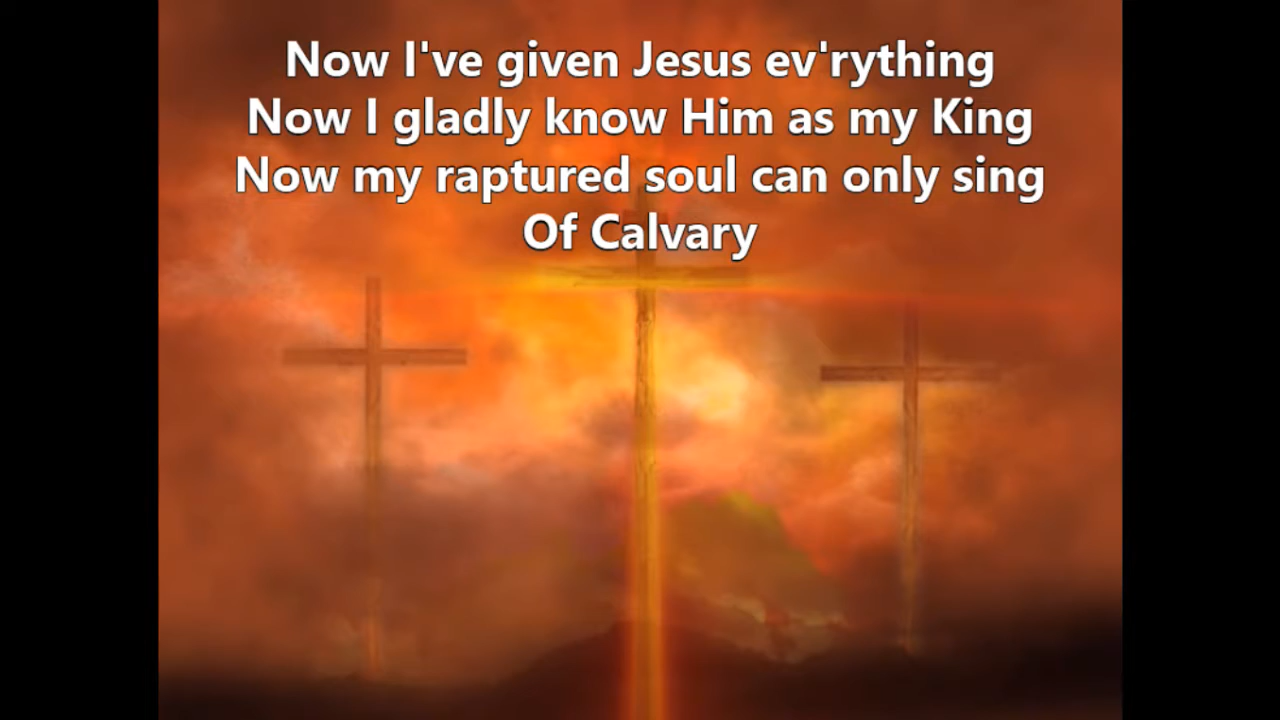 Now I've given Jesus ev'rything
Now I gladly know Him as my King
Now my raptured soul can only sing
Of Calvary